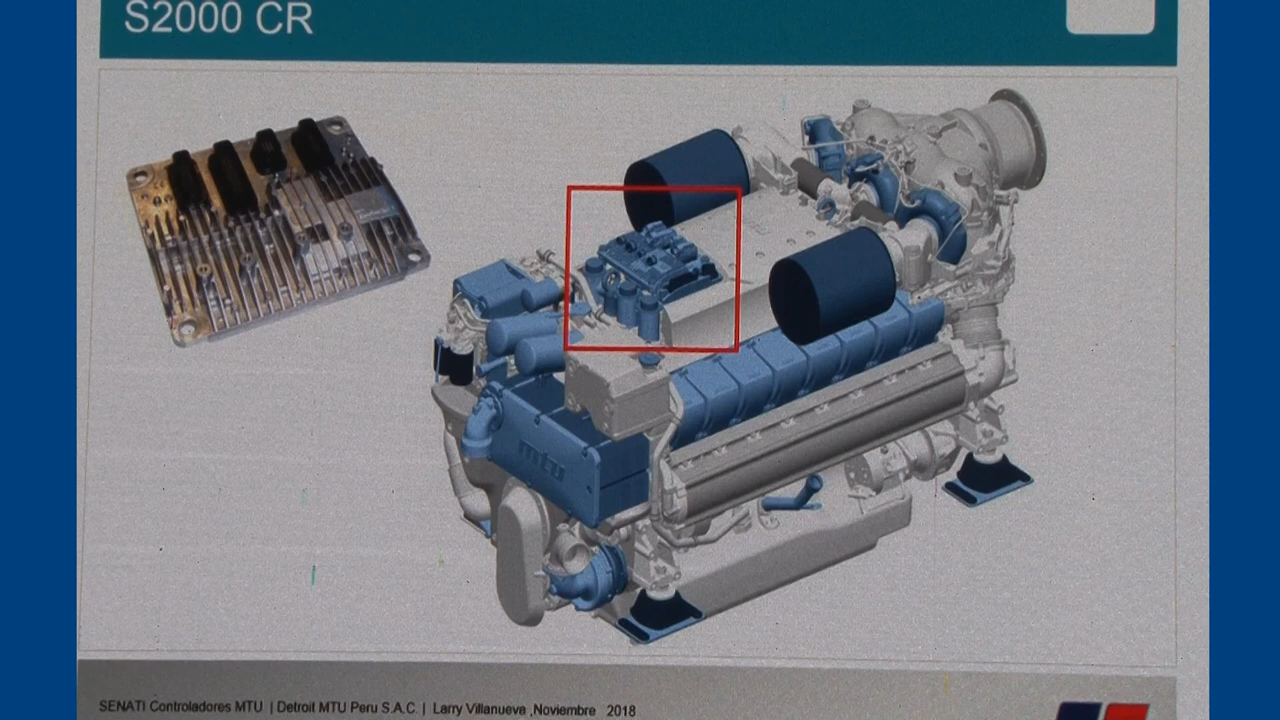 S2000 CR
mtu
SENATI Controladores MTU | Detroit MTU Peru S.A.C. | Larry Villanueva ,Noviembre 2018